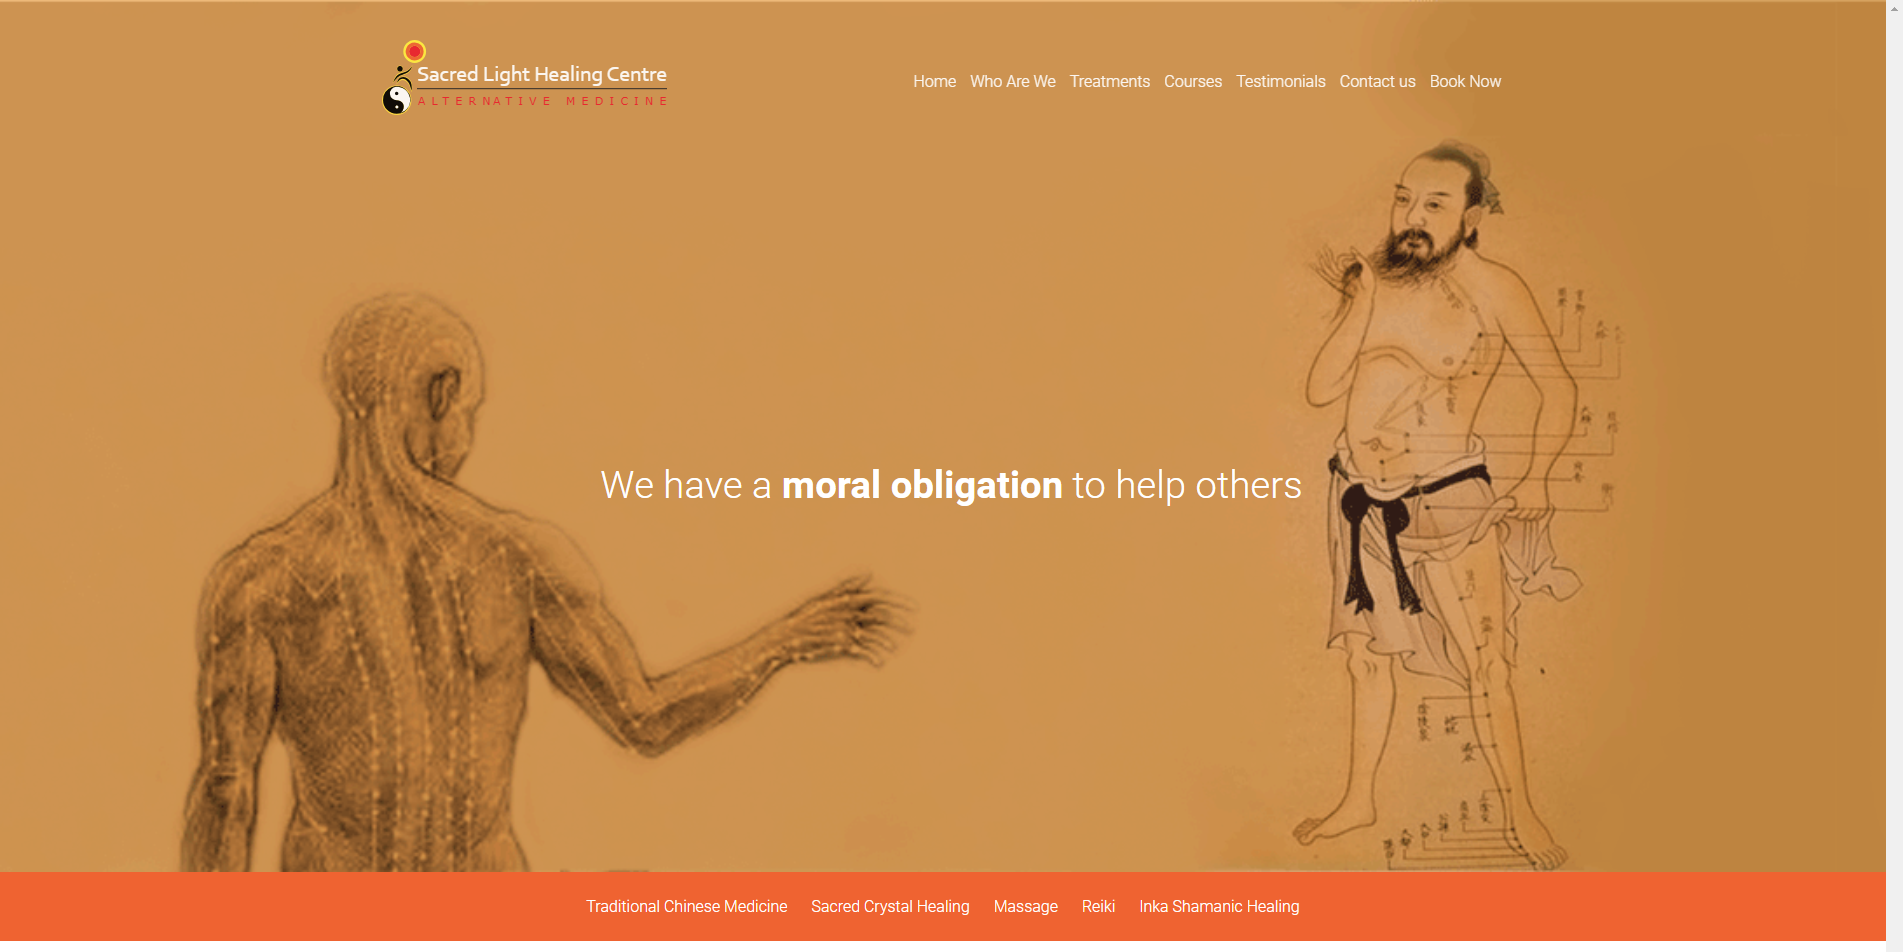 Sacred Light Healing Centre
ALTERNATIVE MEDICINE
Home Who Are We Treatments Courses Testimonials Contact us Book Now
We have a moral obligation to help others
Traditional Chinese Medicine Sacred Crystal Healing Massage Reiki Inka Shamanic Healing